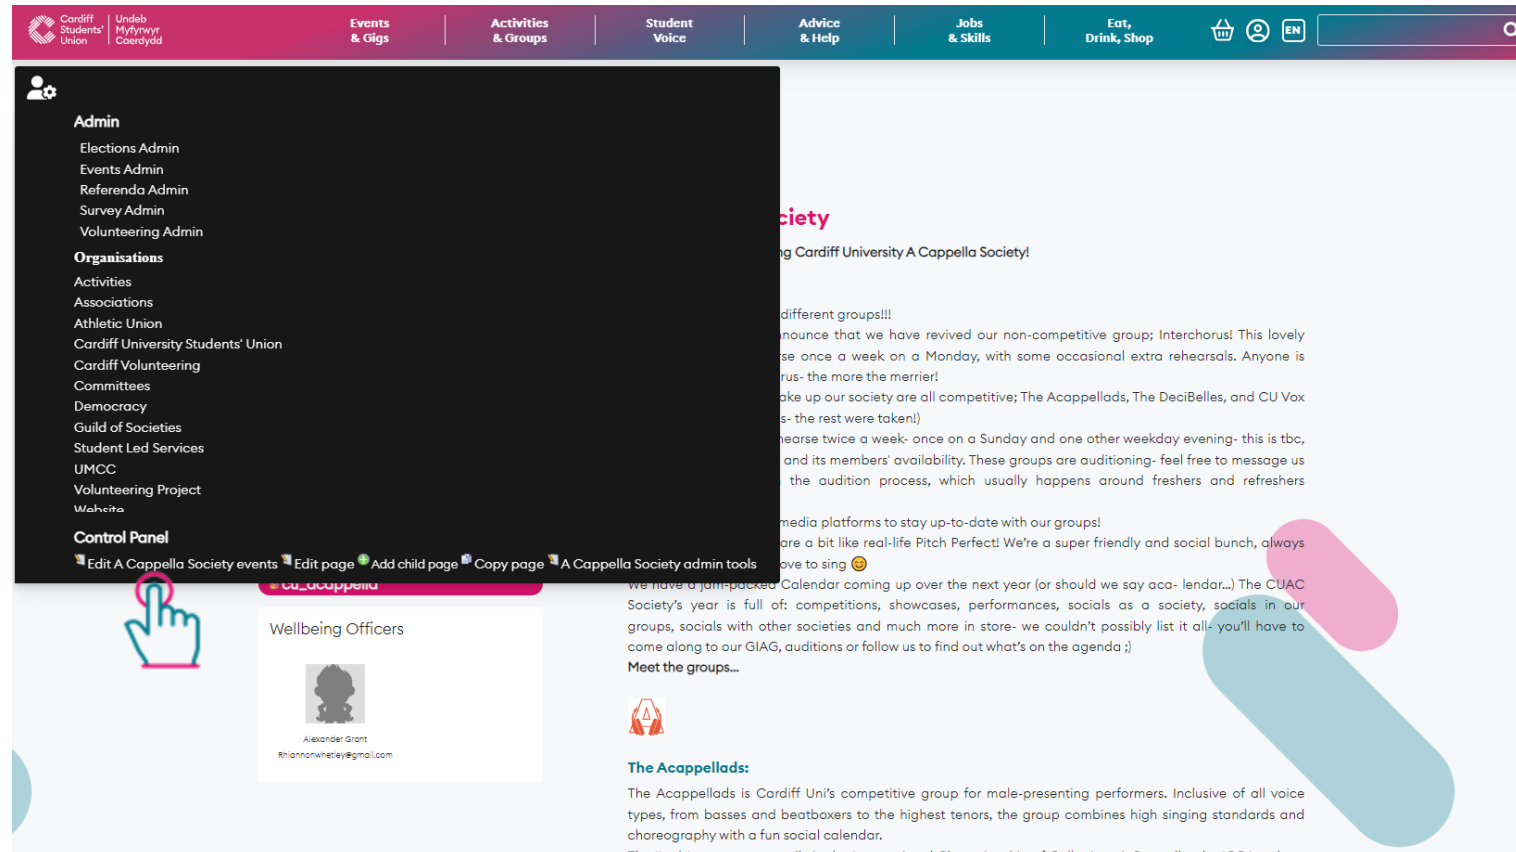 Cardiff Students' Union
Undeb Myfyrwyr Caerdydd
Events & Gigs
Activities & Groups
Student Voice
Advice & Help
Jobs & Skills
Eat, Drink, Shop
EN
Admin
Elections Admin
Events Admin
Referenda Admin
Survey Admin
Volunteering Admin
Organisations
Activities
Associations
Athletic Union
Cardiff University Students' Union
Cardiff Volunteering
Committees
Democracy
Guild of Societies
Student Led Services
UMCC
Volunteering Project
Website
Control Panel
Edit A Cappella Society events Edit page Add child page Copy page A Cappella Society admin tools
cu_acappella
Wellbeing Officers
Alexander Grant
Rhiannonwhetley@gmail.com
ciety
ng Cardiff University A Cappella Society!
different groups!!!
nounce that we have revived our non-competitive group; Interchorus! This lovely
rse once a week on a Monday, with some occasional extra rehearsals. Anyone is
rus- the more the merrier!
ake up our society are all competitive; The Acappellads, The DeciBelles, and CU Vox
s- the rest were taken!)
hearse twice a week- once on a Sunday and one other weekday evening- this is tbc,
and its members' availability. These groups are auditioning- feel free to message us
the audition process, which usually happens around freshers and refreshers
media platforms to stay up-to-date with our groups!
are a bit like real-life Pitch Perfect! We're a super friendly and social bunch, always
ove to sing 😊
We have a jam-packed Calendar coming up over the next year (or should we say aca- lendar...) The CUAC
Society's year is full of: competitions, showcases, performances, socials as a society, socials in our
groups, socials with other societies and much more in store- we couldn't possibly list it all- you'll have to
come along to our GIAG, auditions or follow us to find out what's on the agenda ;)
Meet the groups...
The Acappellads:
The Acappellads is Cardiff Uni's competitive group for male-presenting performers. Inclusive of all voice
types, from basses and beatboxers to the highest tenors, the group combines high singing standards and
choreography with a fun social calendar.